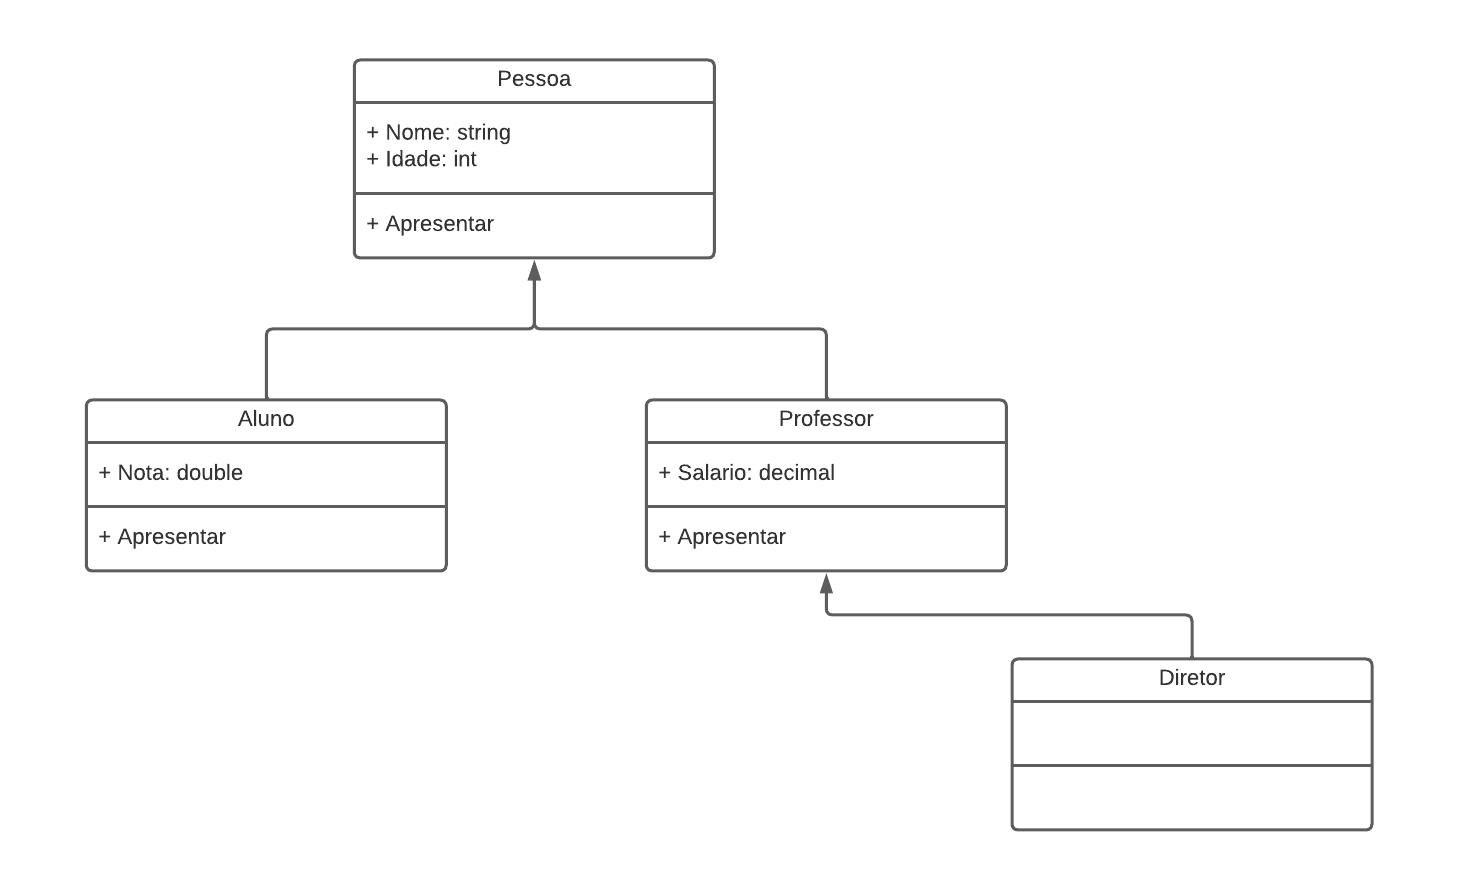 Pessoa
+ Nome: string
+ Idade: int
+ Apresentar
Aluno
+ Nota: double
+ Apresentar
Professor
+ Salario: decimal
+ Apresentar
Diretor